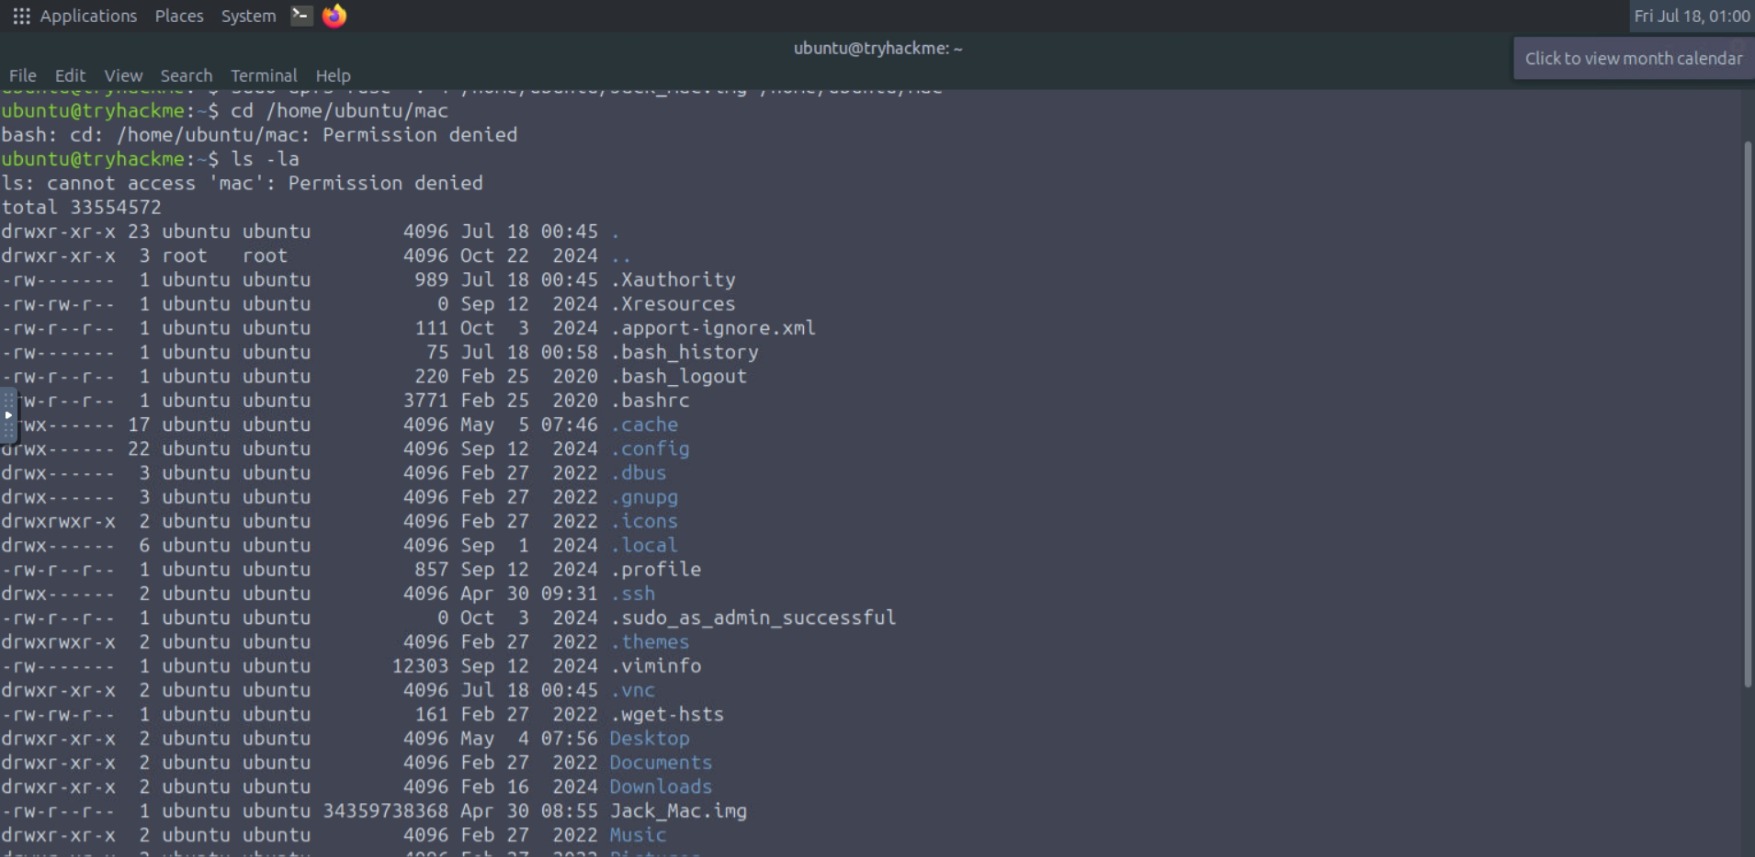 Applications Places System Fri Jul 18, 01:00
ubuntu@tryhackme: ~
Click to view month calendar
File Edit View Search Terminal Help
ubuntu@tryhackme:~$ cd /home/ubuntu/mac
bash: cd: /home/ubuntu/mac: Permission denied
ubuntu@tryhackme:~$ ls -la
ls: cannot access 'mac': Permission denied
total 33554572
drwxr-xr-x 23 ubuntu ubuntu 4096 Jul 18 00:45 .
drwxr-xr-x 3 root root 4096 Oct 22 2024 ..
-rw------- 1 ubuntu ubuntu 989 Jul 18 00:45 .Xauthority
-rw-rw-r-- 1 ubuntu ubuntu 0 Sep 12 2024 .Xresources
-rw-r--r-- 1 ubuntu ubuntu 111 Oct 3 2024 .apport-ignore.xml
-rw------- 1 ubuntu ubuntu 75 Jul 18 00:58 .bash_history
-rw-r--r-- 1 ubuntu ubuntu 220 Feb 25 2020 .bash_logout
rw-r--r-- 1 ubuntu ubuntu 3771 Feb 25 2020 .bashrc
rwx------ 17 ubuntu ubuntu 4096 May 5 07:46 .cache
drwx------ 22 ubuntu ubuntu 4096 Sep 12 2024 .config
drwx------ 3 ubuntu ubuntu 4096 Feb 27 2022 .dbus
drwx------ 3 ubuntu ubuntu 4096 Feb 27 2022 .gnupg
drwxrwxr-x 2 ubuntu ubuntu 4096 Feb 27 2022 .icons
drwx------ 6 ubuntu ubuntu 4096 Sep 1 2024 .local
-rw-r--r-- 1 ubuntu ubuntu 857 Sep 12 2024 .profile
drwx------ 2 ubuntu ubuntu 4096 Apr 30 09:31 .ssh
-rw-r--r-- 1 ubuntu ubuntu 0 Oct 3 2024 .sudo_as_admin_successful
drwxrwxr-x 2 ubuntu ubuntu 4096 Feb 27 2022 .themes
-rw------- 1 ubuntu ubuntu 12303 Sep 12 2024 .viminfo
drwxr-xr-x 2 ubuntu ubuntu 4096 Jul 18 00:45 .vnc
-rw-rw-r-- 1 ubuntu ubuntu 161 Feb 27 2022 .wget-hsts
drwxr-xr-x 2 ubuntu ubuntu 4096 May 4 07:56 Desktop
drwxr-xr-x 2 ubuntu ubuntu 4096 Feb 27 2022 Documents
drwxr-xr-x 2 ubuntu ubuntu 4096 Feb 16 2024 Downloads
-rw-r--r-- 1 ubuntu ubuntu 34359738368 Apr 30 08:55 Jack_Mac.img
drwxr-xr-x 2 ubuntu ubuntu 4096 Feb 27 2022 Music